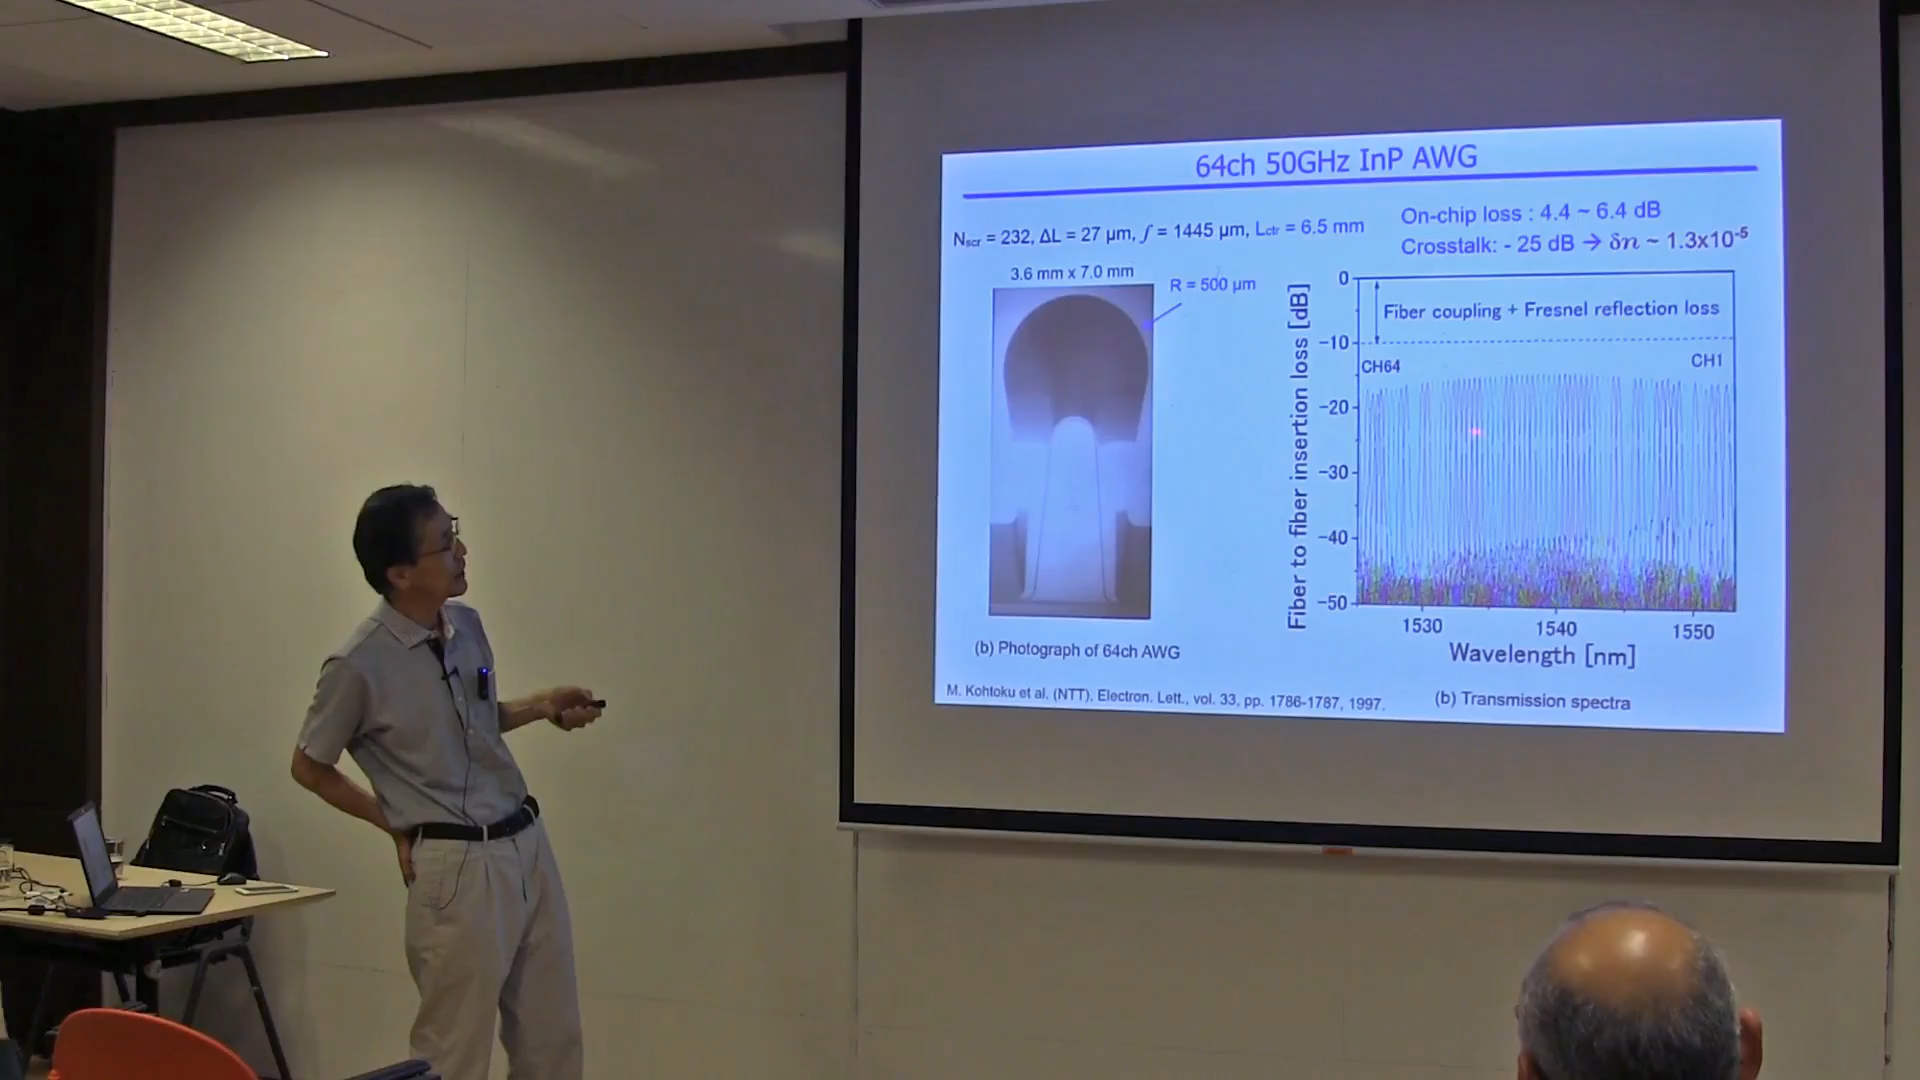 64ch 50GHz InP AWG
N_scr = 232, ΔL = 27 µm, f = 1445 µm, L_ctr = 6.5 mm
On-chip loss : 4.4 ~ 6.4 dB
Crosstalk: - 25 dB → δn ~ 1.3x10⁻⁵
3.6 mm x 7.0 mm
R = 500 µm
(b) Photograph of 64ch AWG
Fiber to fiber insertion loss [dB]
0
−10
−20
−30
−40
−50
Fiber coupling + Fresnel reflection loss
CH64
CH1
1530
1540
1550
Wavelength [nm]
(b) Transmission spectra
M. Kohtoku et al. (NTT), Electron. Lett., vol. 33, pp. 1786-1787, 1997.